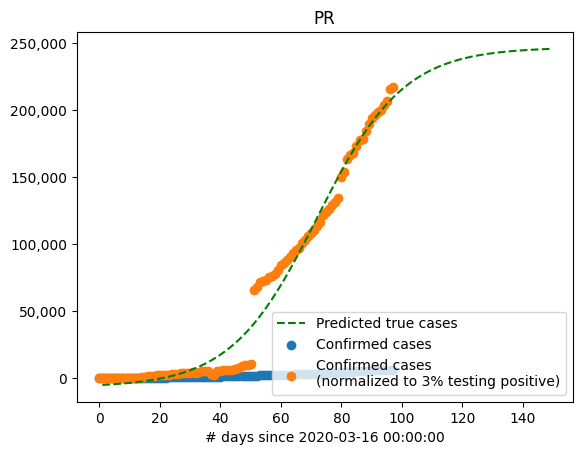 PR
250,000
200,000
150,000
100,000
50,000
0
Predicted true cases
Confirmed cases
Confirmed cases
(normalized to 3% testing positive)
0 20 40 60 80 100 120 140
# days since 2020-03-16 00:00:00